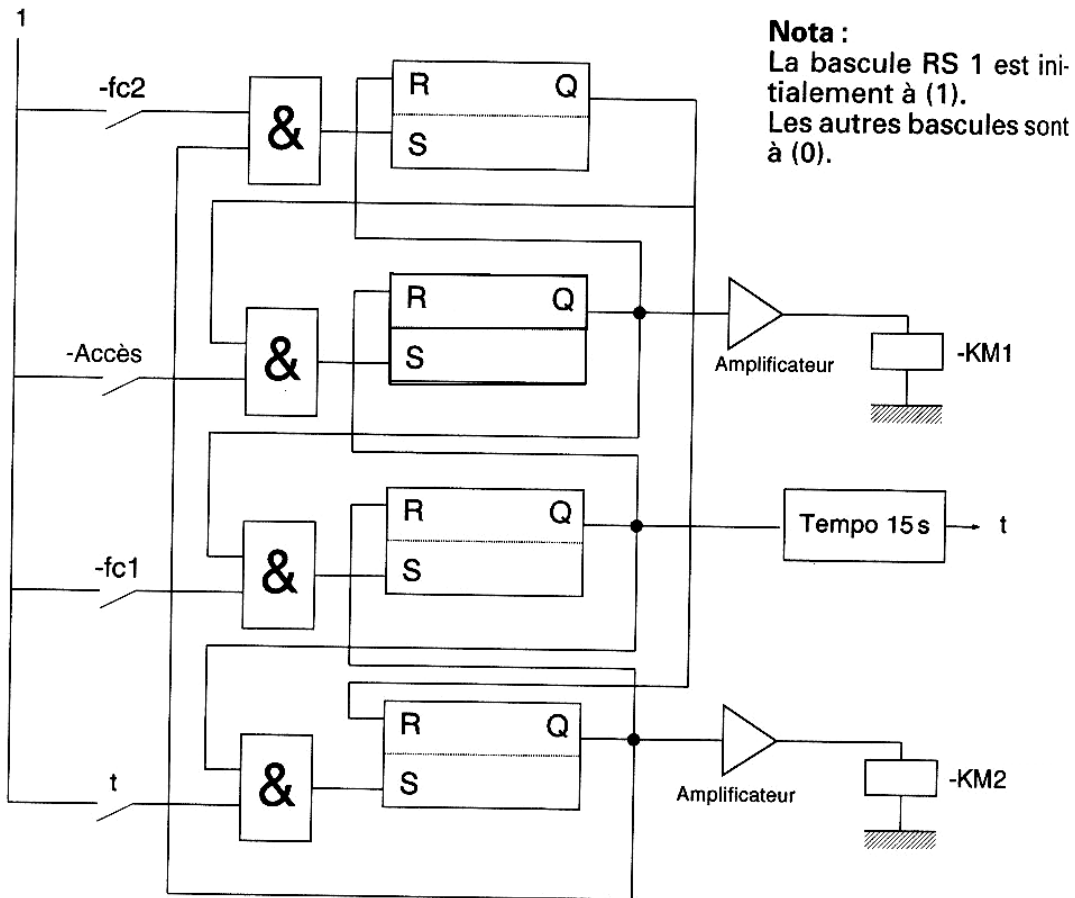 1
Nota :
La bascule RS 1 est ini-
tialement à (1).
Les autres bascules sont
à (0).
-fc2
&
R Q
S
-Accès
&
R Q
S
Amplificateur
-KM1
-fc1
&
R Q
S
Tempo 15 s
t
t
&
R Q
S
Amplificateur
-KM2